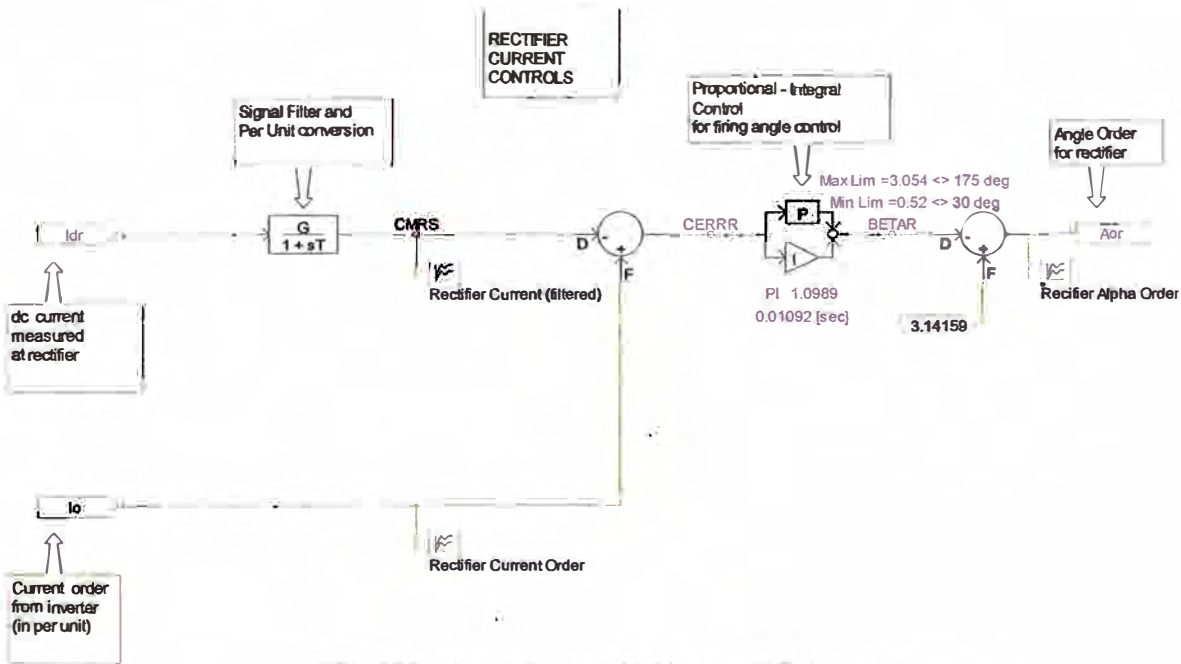 RECTIFIER
CURRENT
CONTROLS
Signal Filter and
Per Unit conversion
Proportional - Integral
Control
for firing angle control
Angle Order
for rectifier
Max Lim =3.054 <> 175 deg
Min Lim =0.52 <> 30 deg
Idr
G
1 + sT
CMRS
D
-
+
F
CERRR
P
I
BETAR
D
-
+
F
Aor
Rectifier Current (filtered)
PI 1.0989
0.01092 [sec]
3.14159
Rectifier Alpha Order
dc current
measured
at rectifier
Io
Rectifier Current Order
Current order
from inverter
(in per unit)